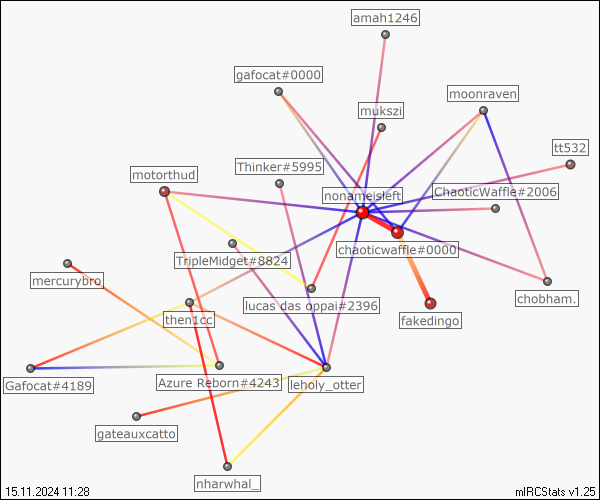 amah1246
gafocat#0000
moonraven
mukszi
tt532
Thinker#5995
motorthud
ChaoticWaffle#2006
nonameisleft
chaoticwaffle#0000
TripleMidget#8824
mercurybro
lucas das oppai#2396
chobham.
then1cc
fakedingo
Gafocat#4189
Azure Reborn#4243
leholy_otter
gateauxcatto
nharwhal_
15.11.2024 11:28
mIRCStats v1.25